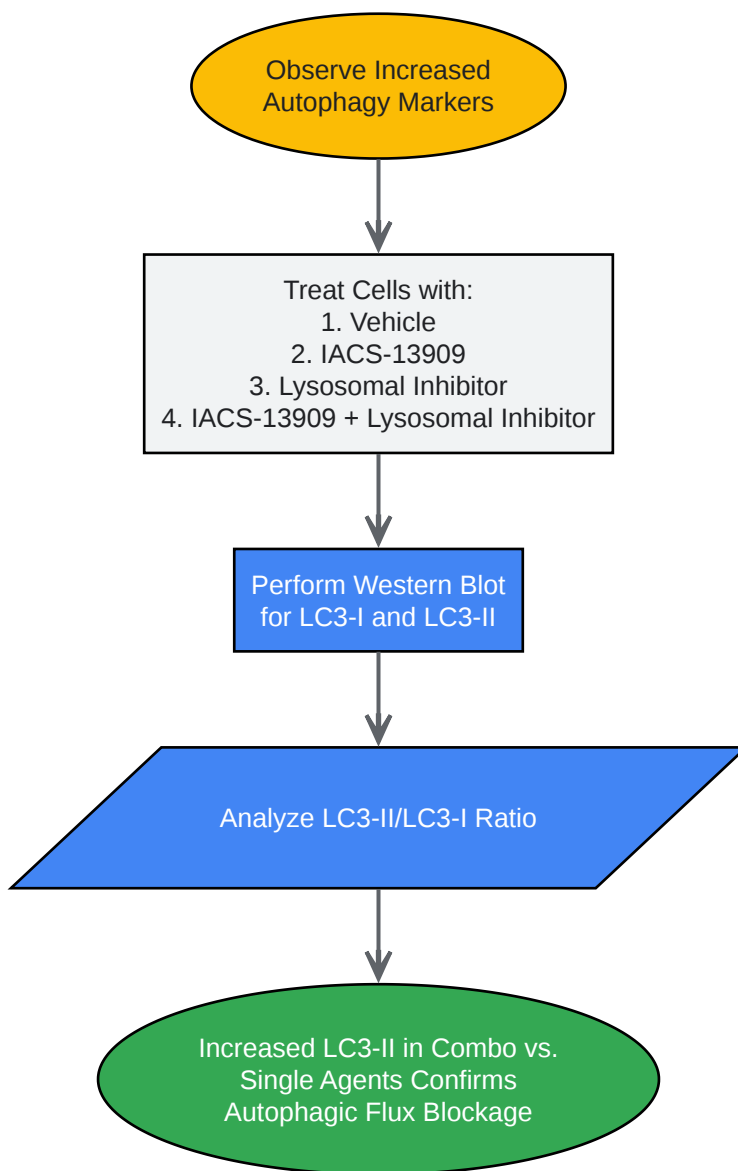 Observe Increased
Autophagy Markers
Treat Cells with:
1. Vehicle
2. IACS-13909
3. Lysosomal Inhibitor
4. IACS-13909 + Lysosomal Inhibitor
Perform Western Blot
for LC3-I and LC3-II
Analyze LC3-II/LC3-I Ratio
Increased LC3-II in Combo vs.
Single Agents Confirms
Autophagic Flux Blockage